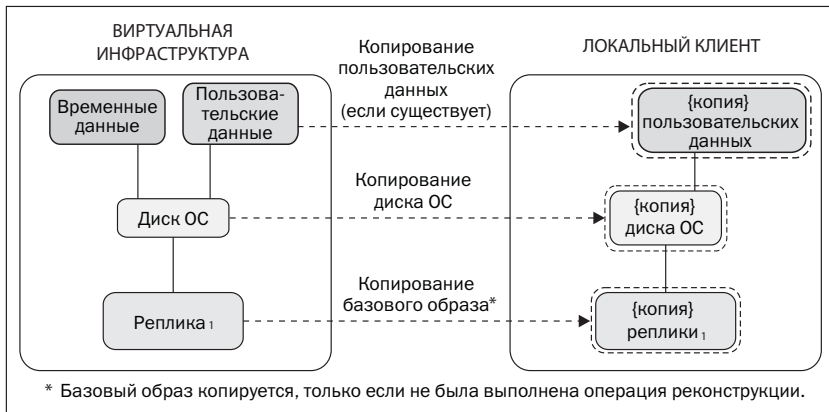 ВИРТУАЛЬНАЯ
ИНФРАСТРУКТУРА
Копирование
пользовательских
данных
(если существует)
ЛОКАЛЬНЫЙ КЛИЕНТ
Временные
данные
Пользова-
тельские
данные
{копия}
пользовательских
данных
Диск ОС
Копирование
диска ОС
{копия}
диска ОС
Реплика 1
Копирование
базового образа*
{копия}
реплики 1
* Базовый образ копируется, только если не была выполнена операция реконструкции.